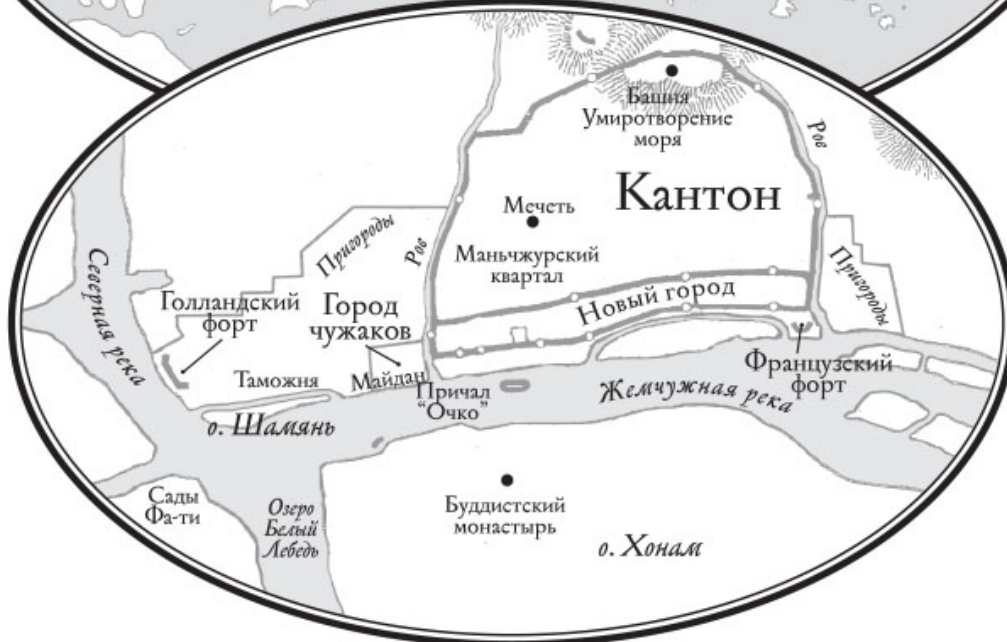 Башня
Умиротворение
моря
Ров
Кантон
Мечеть
Пригороды
Ров
Маньчжурский
квартал
Пригороды
Северная река
Голландский
форт
Город
чужаков
Новый город
Французский
форт
Таможня
Майдан
Причал
"Очко"
Жемчужная река
о. Шамянь
Сады
Фа-ти
Озеро
Белый
Лебедь
Буддистский
монастырь
о. Хонам